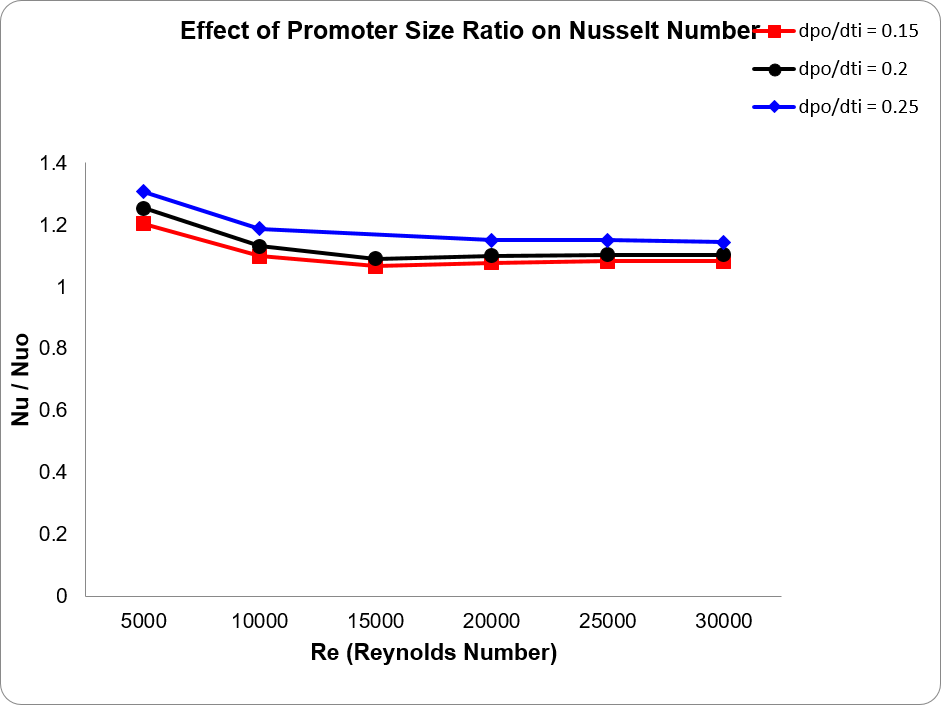 Effect of Promoter Size Ratio on Nusselt Number
dpo/dti = 0.15
dpo/dti = 0.2
dpo/dti = 0.25
1.4
1.2
1
0.8
0.6
0.4
0.2
0
Nu / Nuo
5000 10000 15000 20000 25000 30000
Re (Reynolds Number)